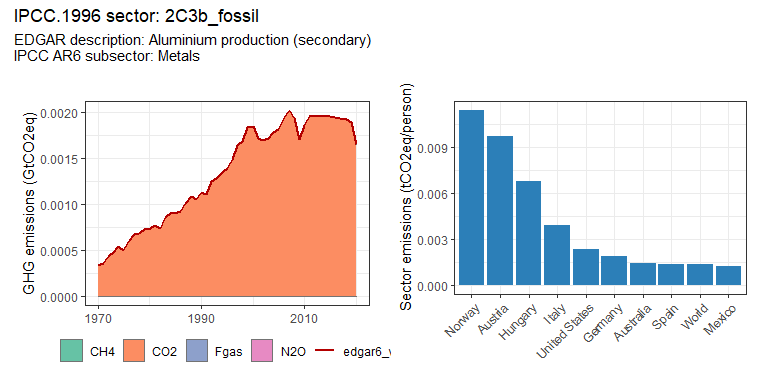 IPCC.1996 sector: 2C3b_fossil
EDGAR description: Aluminium production (secondary)
IPCC AR6 subsector: Metals
GHG emissions (GtCO2eq)
0.0020
0.0015
0.0010
0.0005
0.0000
1970
1990
2010
CH4
CO2
Fgas
N2O
edgar6_
Sector emissions (tCO2eq/person)
0.009
0.006
0.003
0.000
Norway
Austria
Hungary
Italy
United States
Germany
Australia
Spain
World
Mexico